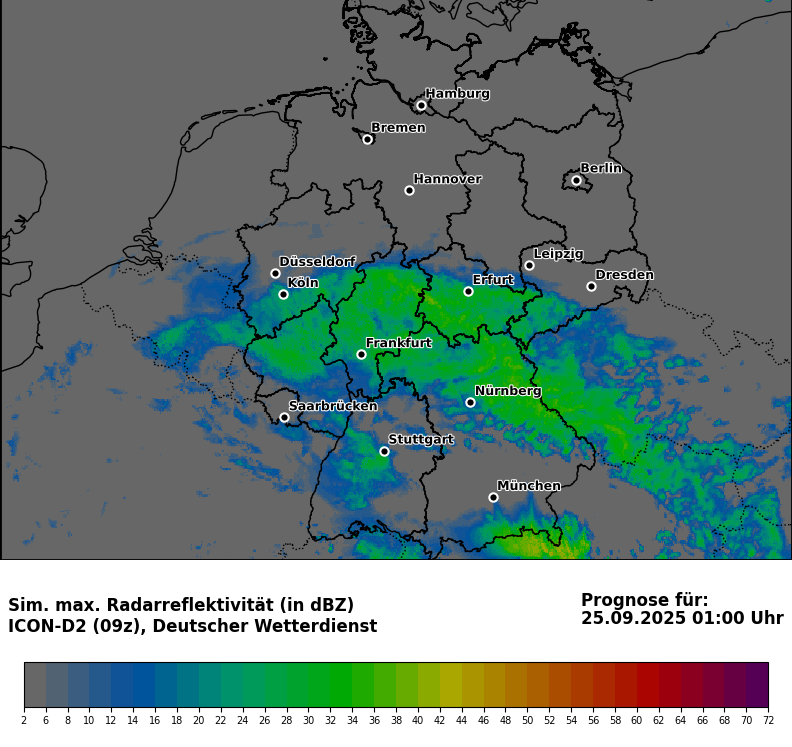 Hamburg
Bremen
Berlin
Hannover
Leipzig
Düsseldorf
Dresden
Köln
Erfurt
Frankfurt
Nürnberg
Saarbrücken
Stuttgart
München
Sim. max. Radarreflektivität (in dBZ)
ICON-D2 (09z), Deutscher Wetterdienst
Prognose für:
25.09.2025 01:00 Uhr
2 6 8 10 12 14 16 18 20 22 24 26 28 30 32 34 36 38 40 42 44 46 48 50 52 54 56 58 60 62 64 66 68 70 72